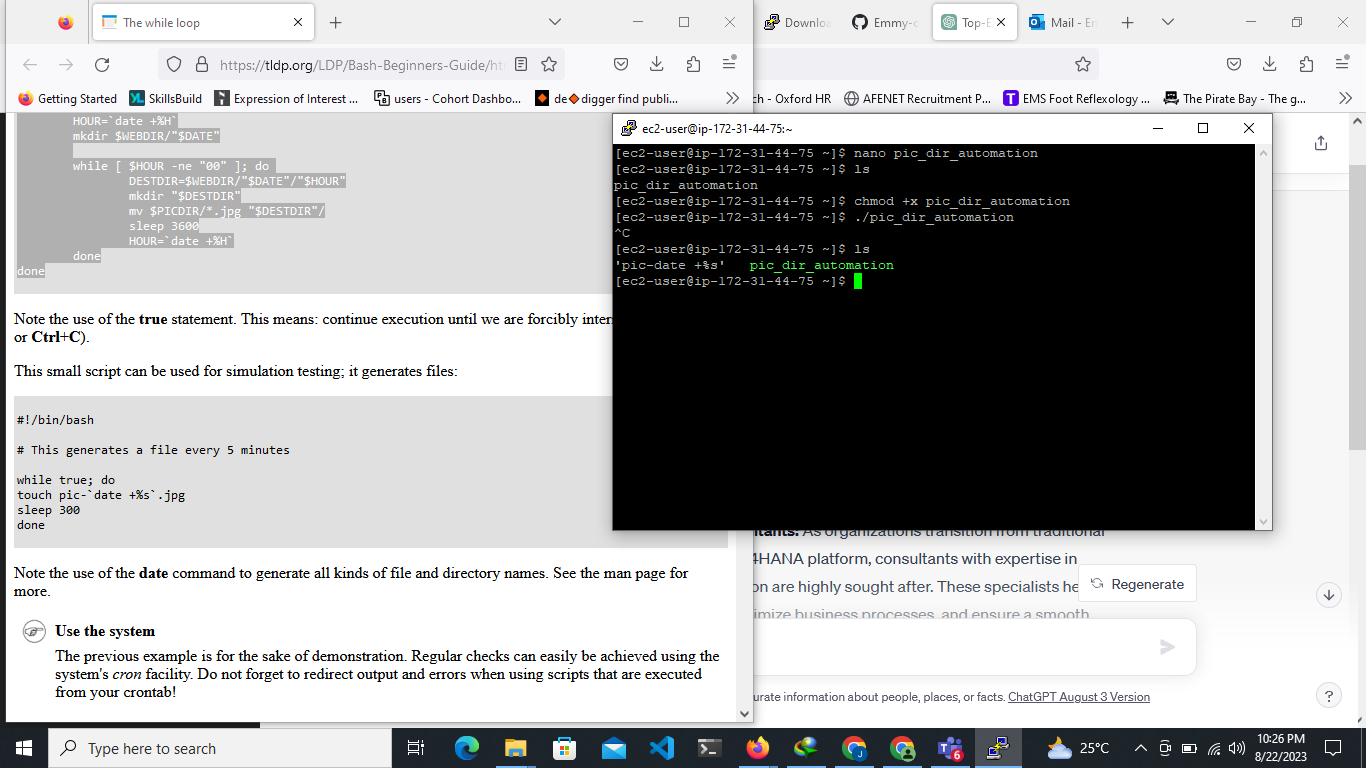 The while loop
Downloa
Emmy-c
Top-E
Mail - En
https://tldp.org/LDP/Bash-Beginners-Guide/ht
Getting Started
SkillsBuild
Expression of Interest ...
users - Cohort Dashbo...
de◆digger find publi...
ch - Oxford HR
AFENET Recruitment P...
EMS Foot Reflexology ...
The Pirate Bay - The g...
HOUR=`date +%H`
mkdir $WEBDIR/"$DATE"
while [ $HOUR -ne "00" ]; do
DESTDIR=$WEBDIR/"$DATE"/"$HOUR"
mkdir "$DESTDIR"
mv $PICDIR/*.jpg "$DESTDIR"/
sleep 3600
HOUR=`date +%H`
done
done
Note the use of the true statement. This means: continue execution until we are forcibly inter
or Ctrl+C).
This small script can be used for simulation testing; it generates files:
#!/bin/bash
# This generates a file every 5 minutes
while true; do
touch pic-`date +%s`.jpg
sleep 300
done
Note the use of the date command to generate all kinds of file and directory names. See the man page for
more.
Use the system
The previous example is for the sake of demonstration. Regular checks can easily be achieved using the
system's cron facility. Do not forget to redirect output and errors when using scripts that are executed
from your crontab!
ec2-user@ip-172-31-44-75:~
[ec2-user@ip-172-31-44-75 ~]$ nano pic_dir_automation
[ec2-user@ip-172-31-44-75 ~]$ ls
pic_dir_automation
[ec2-user@ip-172-31-44-75 ~]$ chmod +x pic_dir_automation
[ec2-user@ip-172-31-44-75 ~]$ ./pic_dir_automation
^C
[ec2-user@ip-172-31-44-75 ~]$ ls
'pic-date +%s' pic_dir_automation
[ec2-user@ip-172-31-44-75 ~]$
tants: As organizations transition from traditional
4HANA platform, consultants with expertise in
on are highly sought after. These specialists he
imize business processes, and ensure a smooth
Regenerate
urate information about people, places, or facts. ChatGPT August 3 Version
?
Type here to search
6
25°C
10:26 PM
8/22/2023